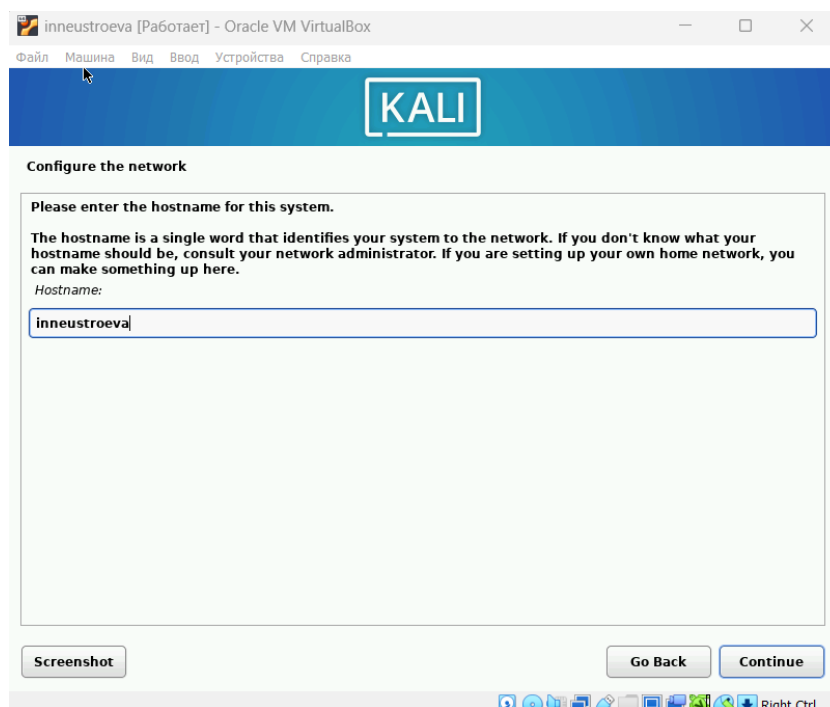 inneustroeva [Работает] - Oracle VM VirtualBox
Файл Машина Вид Ввод Устройства Справка
KALI
Configure the network
Please enter the hostname for this system.
The hostname is a single word that identifies your system to the network. If you don't know what your
hostname should be, consult your network administrator. If you are setting up your own home network, you
can make something up here.
Hostname:
inneustroeva
Screenshot Go Back Continue
Right Ctrl